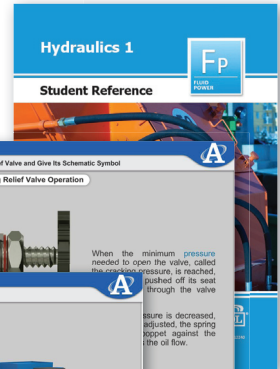 Hydraulics 1
Fp
FLUID
POWER
Student Reference
ef Valve and Give Its Schematic Symbol
g Relief Valve Operation
When the minimum pressure
needed to open the valve, called
the cracking pressure, is reached,
pushed off its seat
through the valve
ssure is decreased,
adjusted, the spring
poppet against the
the oil flow.